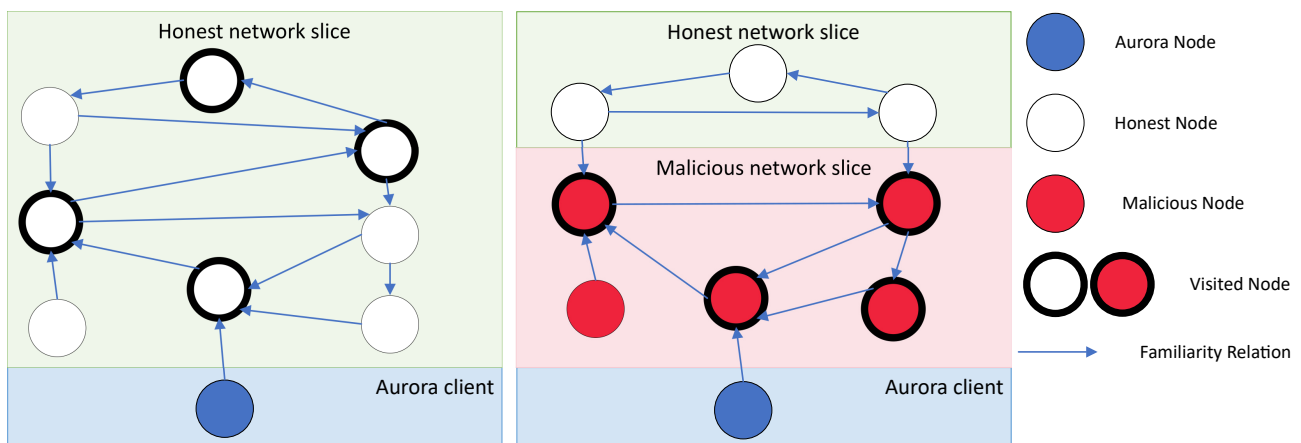 Honest network slice
Aurora client
Honest network slice
Malicious network slice
Aurora client
Aurora Node
Honest Node
Malicious Node
Visited Node
Familiarity Relation